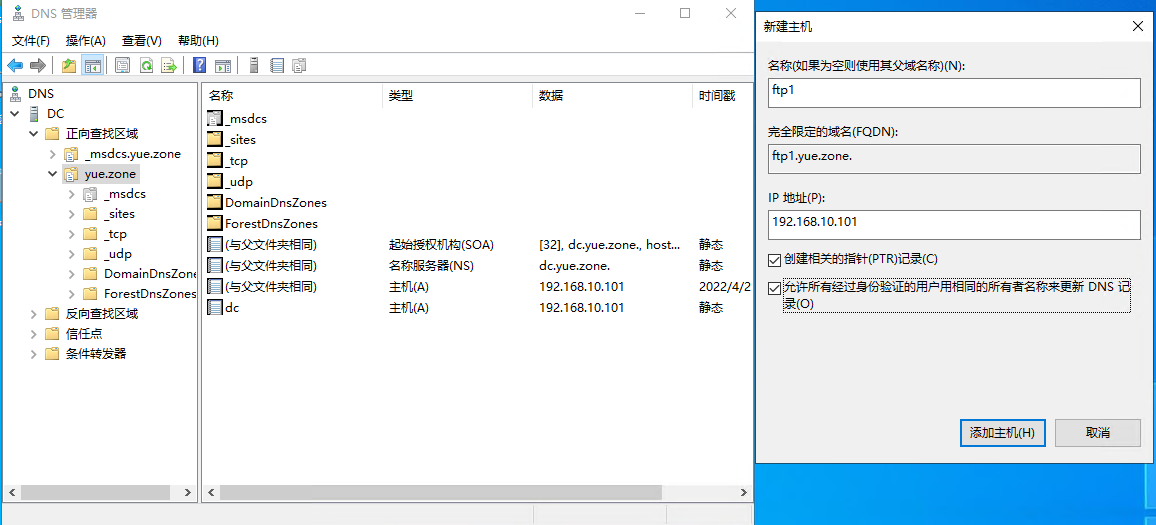 DNS 管理器
文件(F) 操作(A) 查看(V) 帮助(H)
DNS
DC
正向查找区域
_msdcs.yue.zone
yue.zone
_msdcs
_sites
_tcp
_udp
DomainDnsZone
ForestDnsZones
反向查找区域
信任点
条件转发器
名称 类型 数据 时间戳
_msdcs
_sites
_tcp
_udp
DomainDnsZones
ForestDnsZones
(与父文件夹相同) 起始授权机构(SOA) [32], dc.yue.zone., host... 静态
(与父文件夹相同) 名称服务器(NS) dc.yue.zone. 静态
(与父文件夹相同) 主机(A) 192.168.10.101 2022/4/2
dc 主机(A) 192.168.10.101 静态
新建主机
名称(如果为空则使用其父域名称)(N):
ftp1
完全限定的域名(FQDN):
ftp1.yue.zone.
IP 地址(P):
192.168.10.101
创建相关的指针(PTR)记录(C)
允许所有经过身份验证的用户用相同的所有者名称来更新 DNS 记
录(O)
添加主机(H) 取消